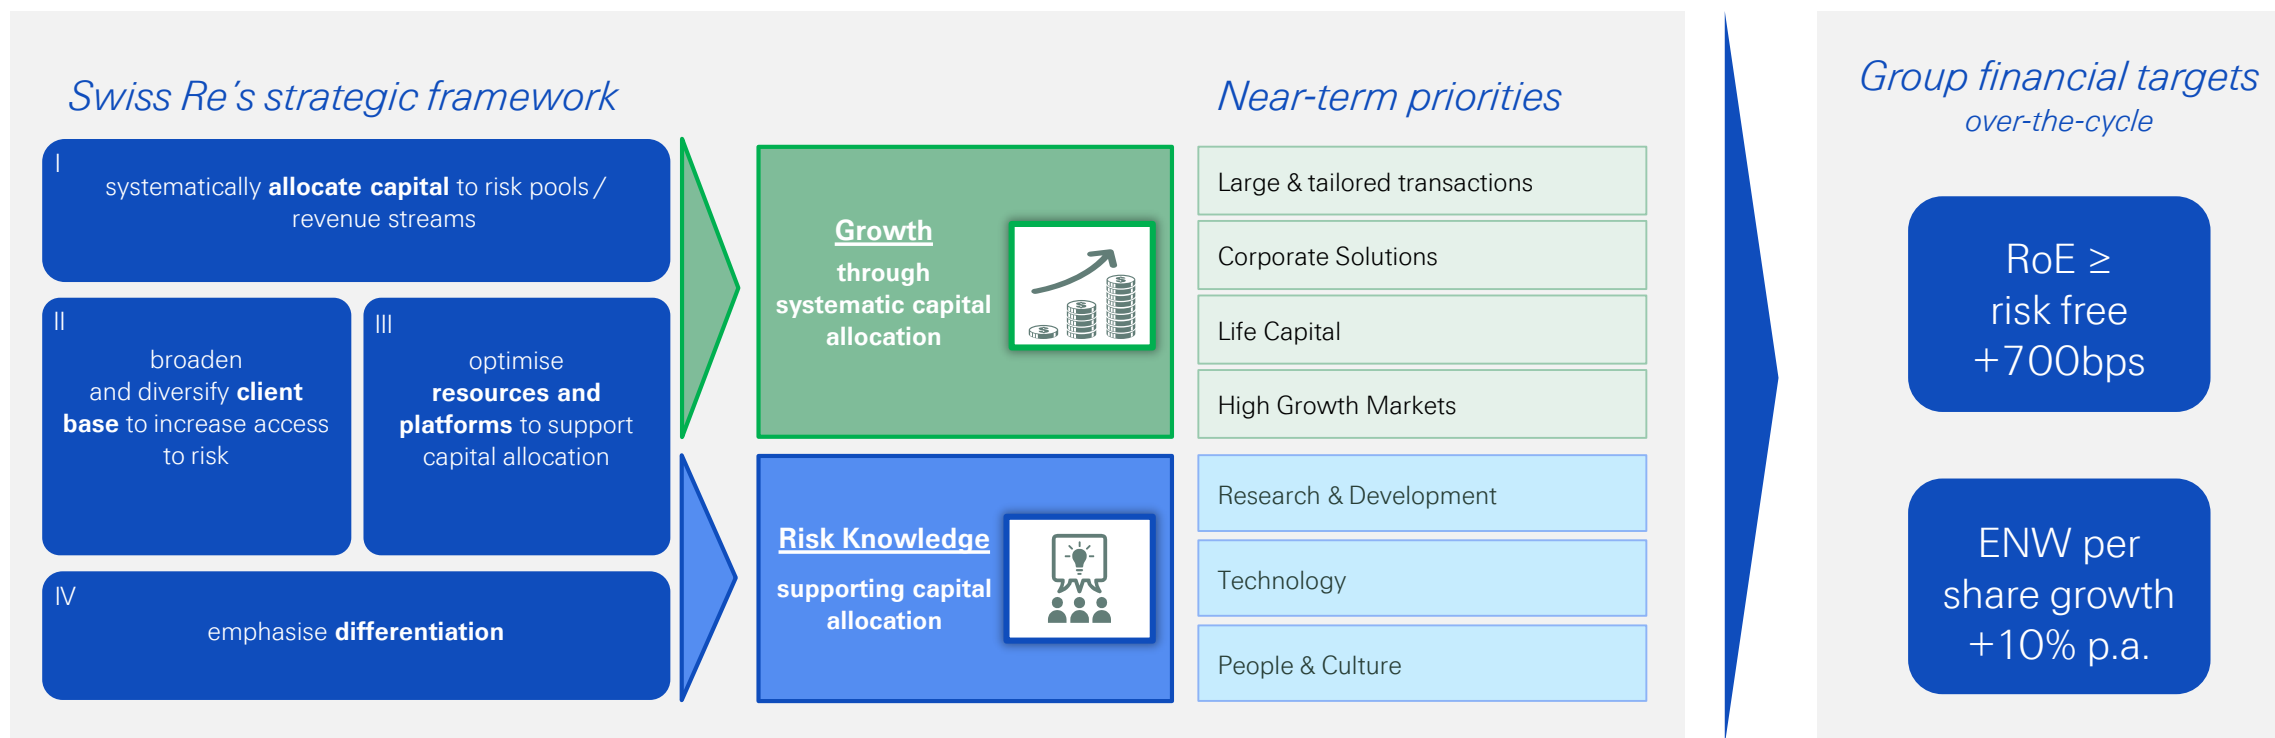 Swiss Re's strategic framework
I
systematically allocate capital to risk pools /
revenue streams
II
broaden
and diversify client
base to increase access
to risk
III
optimise
resources and
platforms to support
capital allocation
IV
emphasise differentiation
Growth
through
systematic capital
allocation
Risk Knowledge
supporting capital
allocation
Near-term priorities
Large & tailored transactions
Corporate Solutions
Life Capital
High Growth Markets
Research & Development
Technology
People & Culture
Group financial targets
over-the-cycle
RoE ≥
risk free
+700bps
ENW per
share growth
+10% p.a.